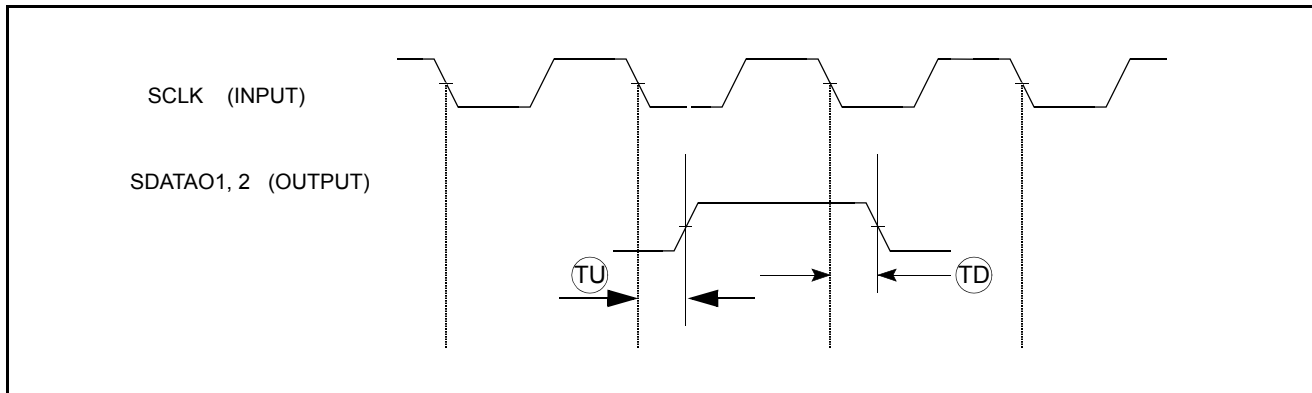 SCLK (INPUT)
SDATAO1, 2 (OUTPUT)
TU
TD